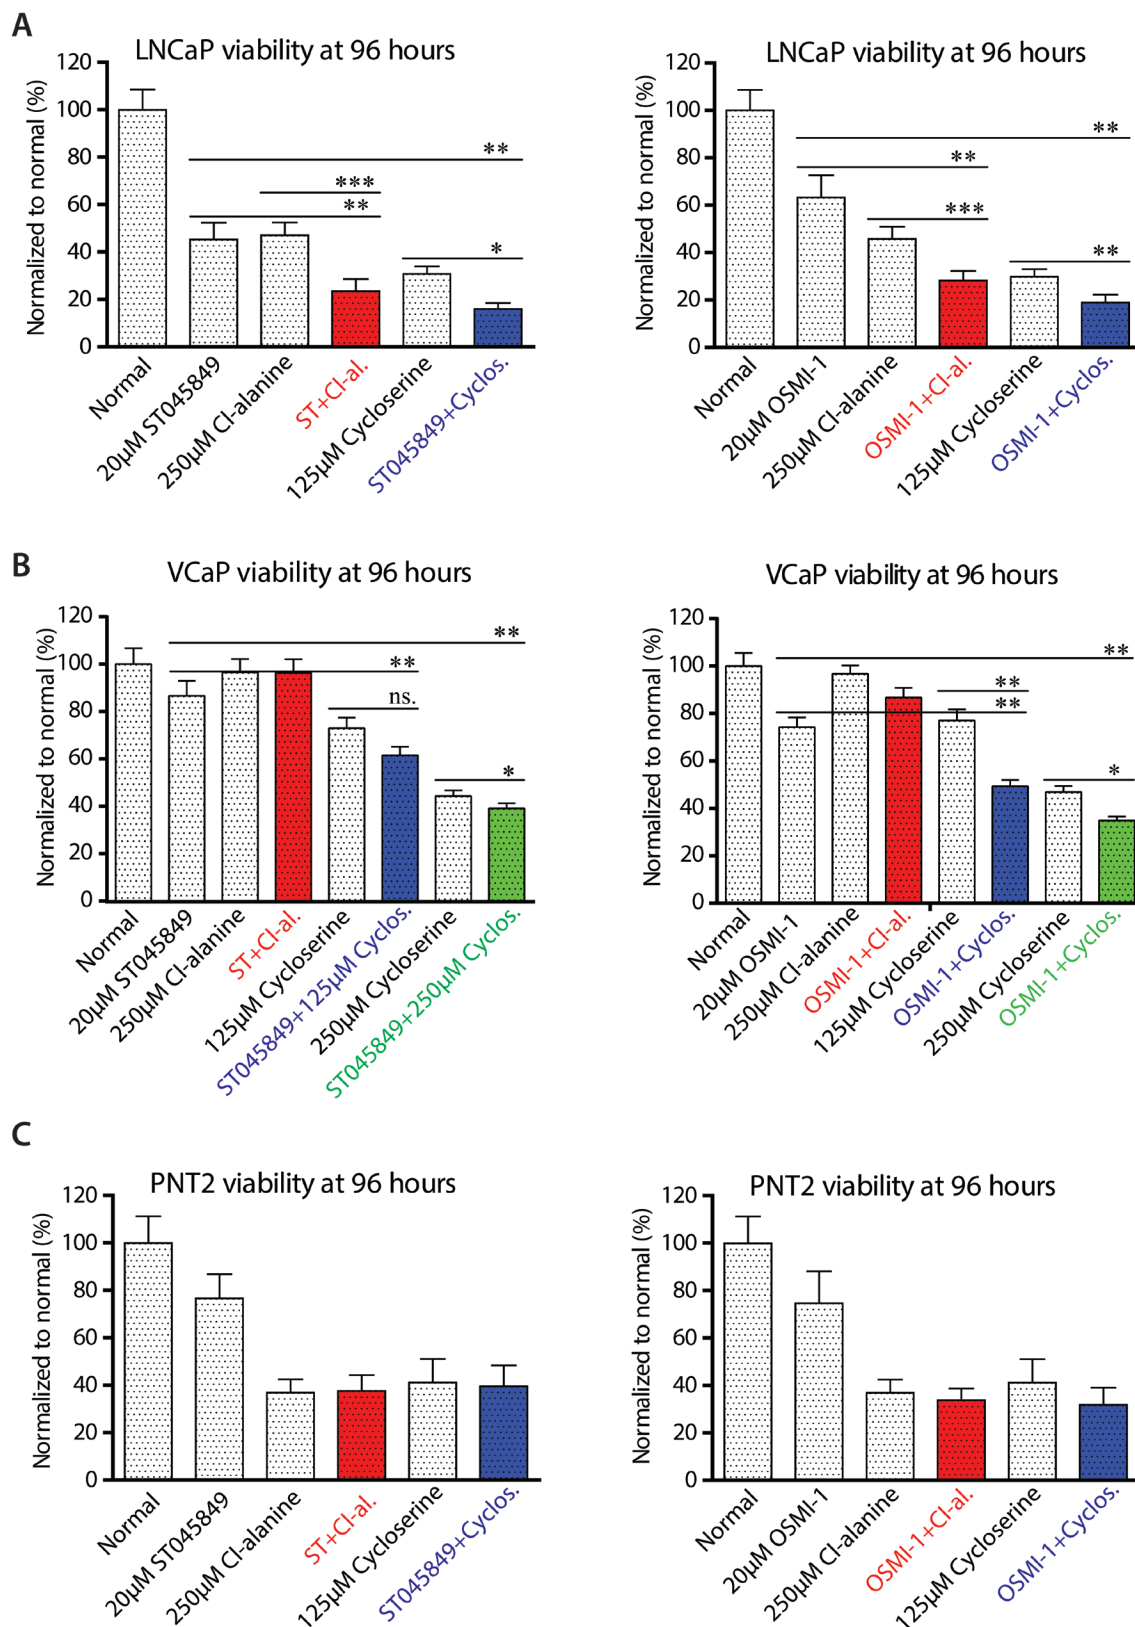 A
LNCaP viability at 96 hours
Normalized to normal (%)
120
100
80
60
40
20
0
**
***
**
*
Normal
20µM ST045849
250µM Cl-alanine
ST+Cl-al.
125µM Cycloserine
ST045849+Cyclos.
LNCaP viability at 96 hours
Normalized to normal (%)
120
100
80
60
40
20
0
**
**
***
**
Normal
20µM OSMI-1
250µM Cl-alanine
OSMI-1+Cl-al.
125µM Cycloserine
OSMI-1+Cyclos.
B
VCaP viability at 96 hours
Normalized to normal (%)
120
100
80
60
40
20
0
**
**
ns.
*
Normal
20µM ST045849
250µM Cl-alanine
ST+Cl-al.
125µM Cycloserine
ST045849+125µM Cyclos.
250µM Cycloserine
ST045849+250µM Cyclos.
VCaP viability at 96 hours
Normalized to normal (%)
120
100
80
60
40
20
0
**
**
**
*
Normal
20µM OSMI-1
250µM Cl-alanine
OSMI-1+Cl-al.
125µM Cycloserine
OSMI-1+Cyclos.
250µM Cycloserine
OSMI-1+Cyclos.
C
PNT2 viability at 96 hours
Normalized to normal (%)
120
100
80
60
40
20
0
Normal
20µM ST045849
250µM Cl-alanine
ST+Cl-al.
125µM Cycloserine
ST045849+Cyclos.
PNT2 viability at 96 hours
Normalized to normal (%)
120
100
80
60
40
20
0
Normal
20µM OSMI-1
250µM Cl-alanine
OSMI-1+Cl-al.
125µM Cycloserine
OSMI-1+Cyclos.